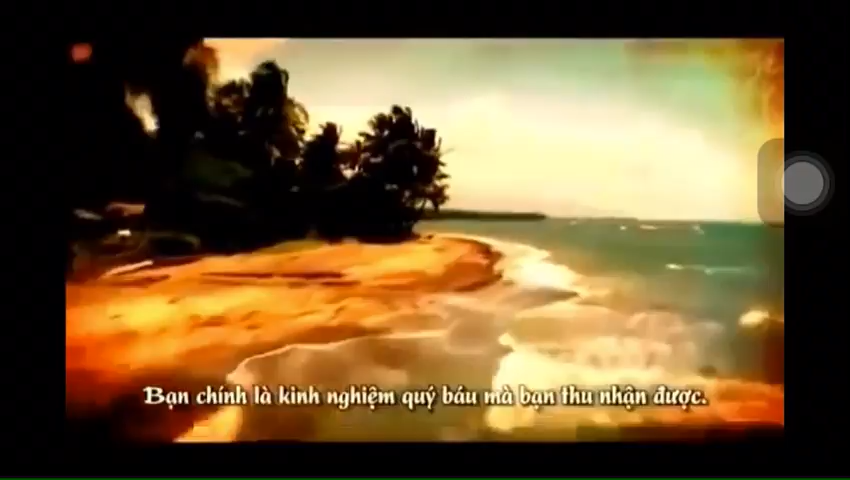 Bạn chính là kinh nghiệm quý báu mà bạn thu nhận được.